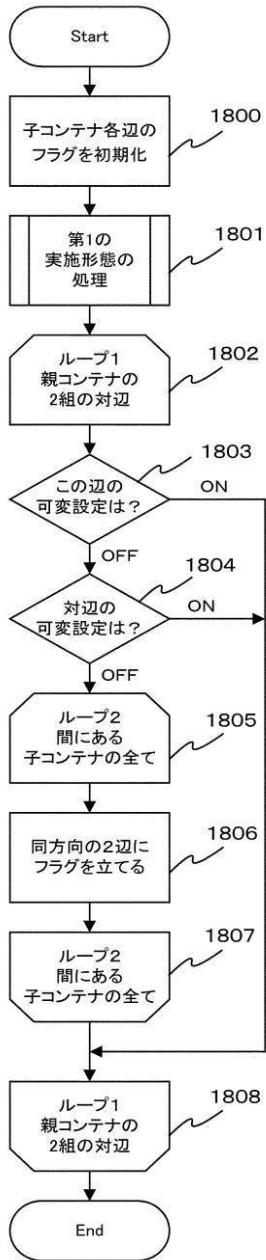 Start
1800
子コンテナ各辺の
フラグを初期化
1801
第1の
実施形態の
処理
1802
ループ1
親コンテナの
2組の対辺
1803
この辺の
可変設定は？
ON
OFF
1804
対辺の
可変設定は？
ON
OFF
1805
ループ2
間にある
子コンテナの全て
1806
同方向の2辺に
フラグを立てる
1807
ループ2
間にある
子コンテナの全て
1808
ループ1
親コンテナの
2組の対辺
End